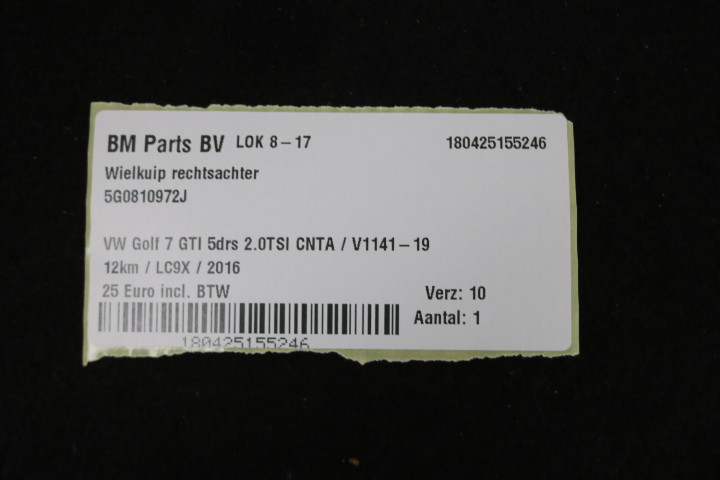 BM Parts BV LOK 8-17 180425155246
Wielkuip rechtsachter
5G0810972J
VW Golf 7 GTI 5drs 2.0TSI CNTA / V1141-19
12km / LC9X / 2016
25 Euro incl. BTW Verz: 10
Aantal: 1
180425155246